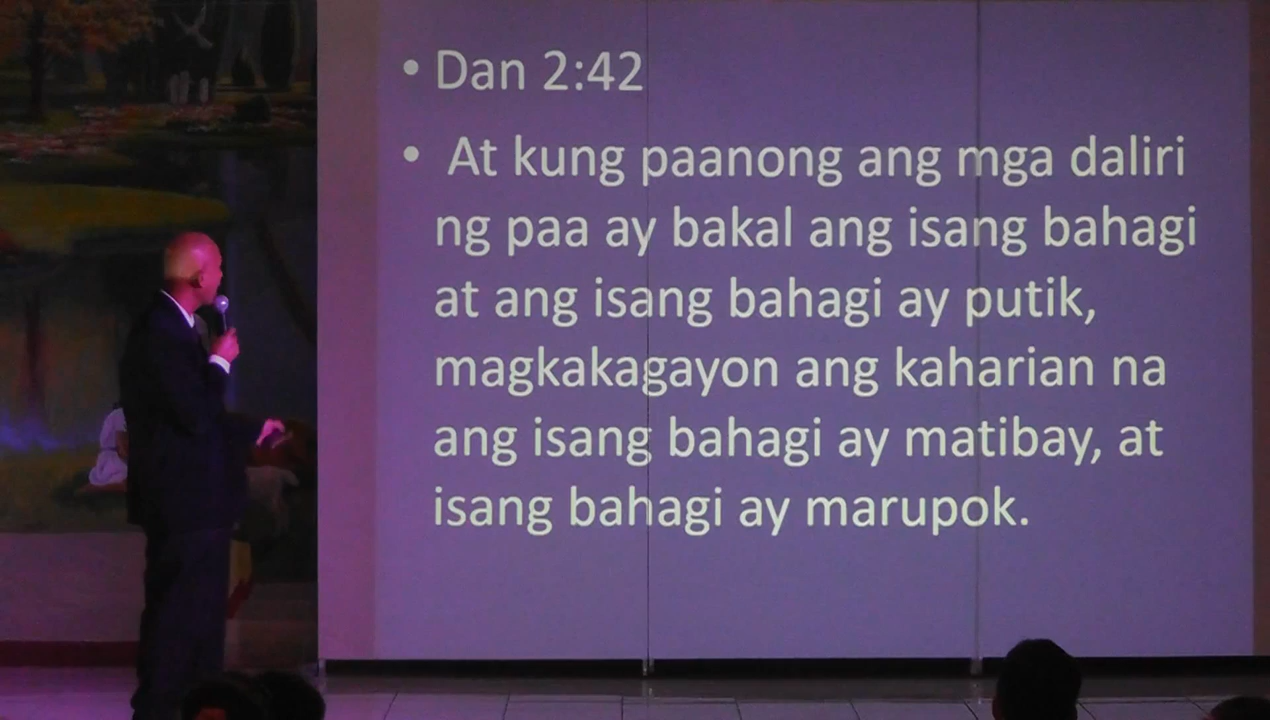 • Dan 2:42
• At kung paanong ang mga daliri
ng paa ay bakal ang isang bahagi
at ang isang bahagi ay putik,
magkakagayon ang kaharian na
ang isang bahagi ay matibay, at
isang bahagi ay marupok.